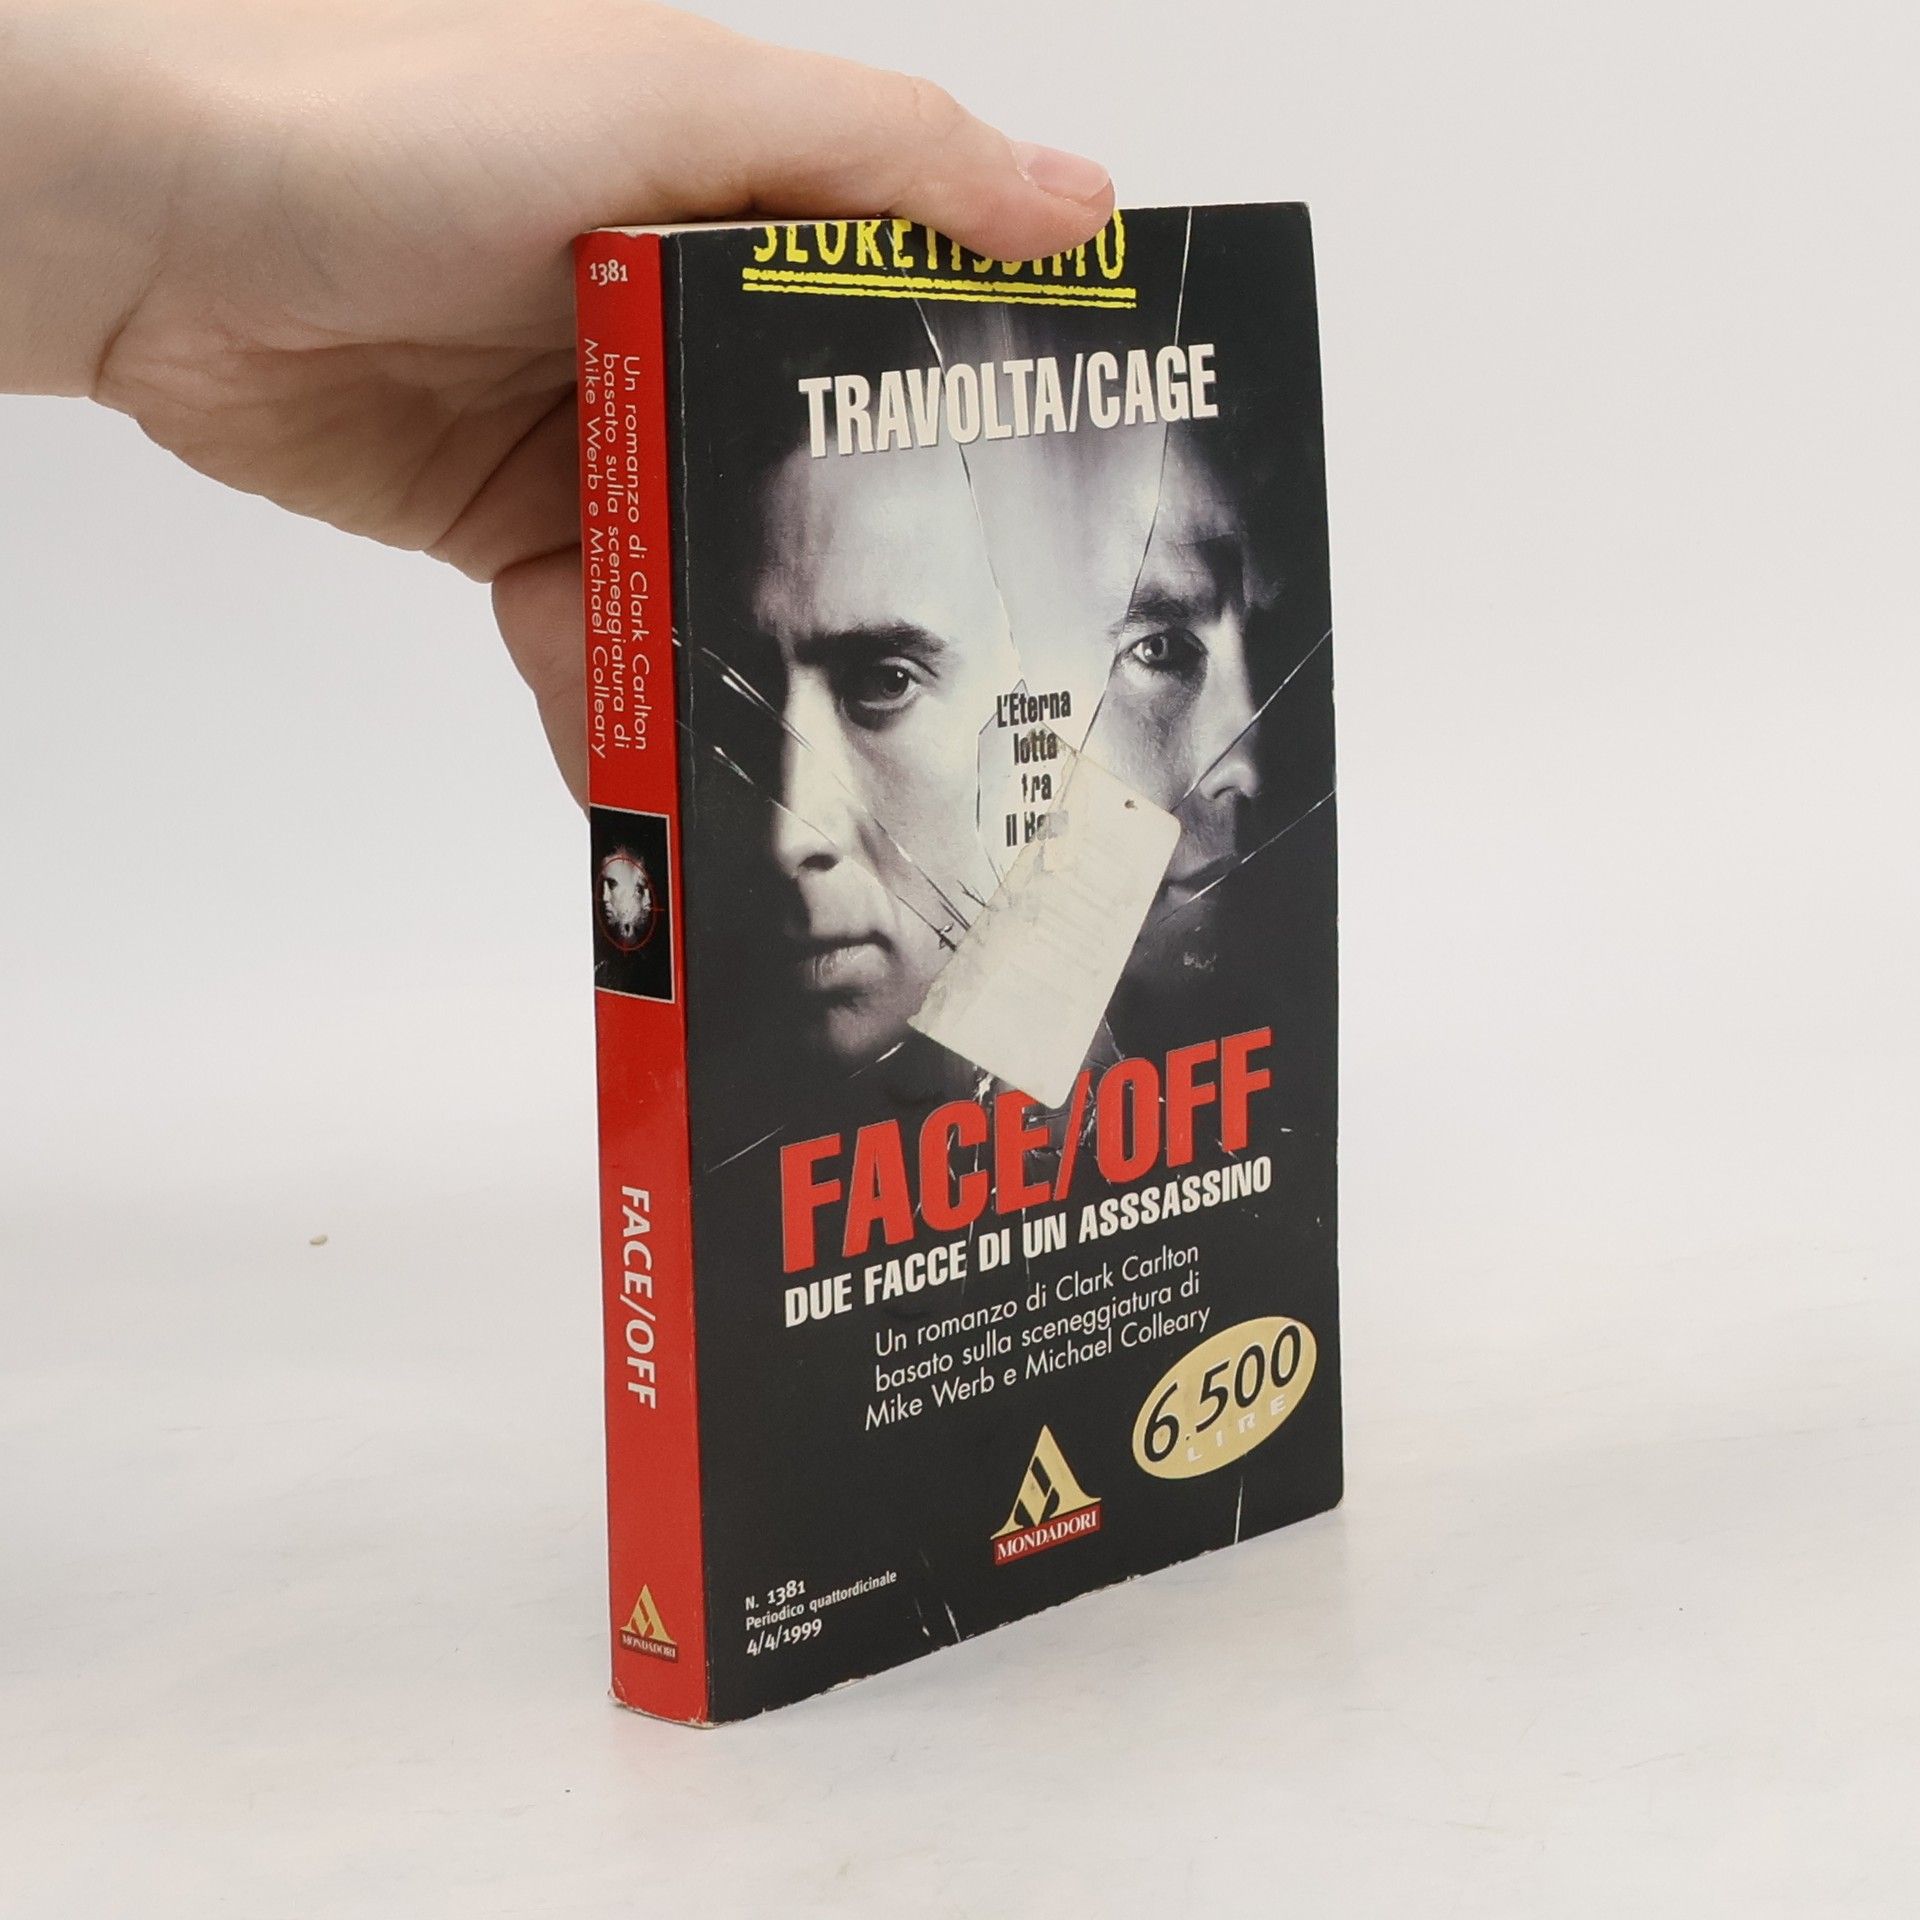 1381
Un romanzo di Clark Carlton
basato sulla sceneggiatura di
Mike Werb e Michael Colleary
FACE/OFF
MONDADORI
SEGRETISSIMO
TRAVOLTA/CAGE
L'Eterna
lotta
tra
il
FACE/OFF
DUE FACCE DI UN ASSSASSINO
Un romanzo di Clark Carlton
basato sulla sceneggiatura di
Mike Werb e Michael Colleary
6.500
LIRE
MONDADORI
N. 1381
Periodico quattordicinale
4/4/1999